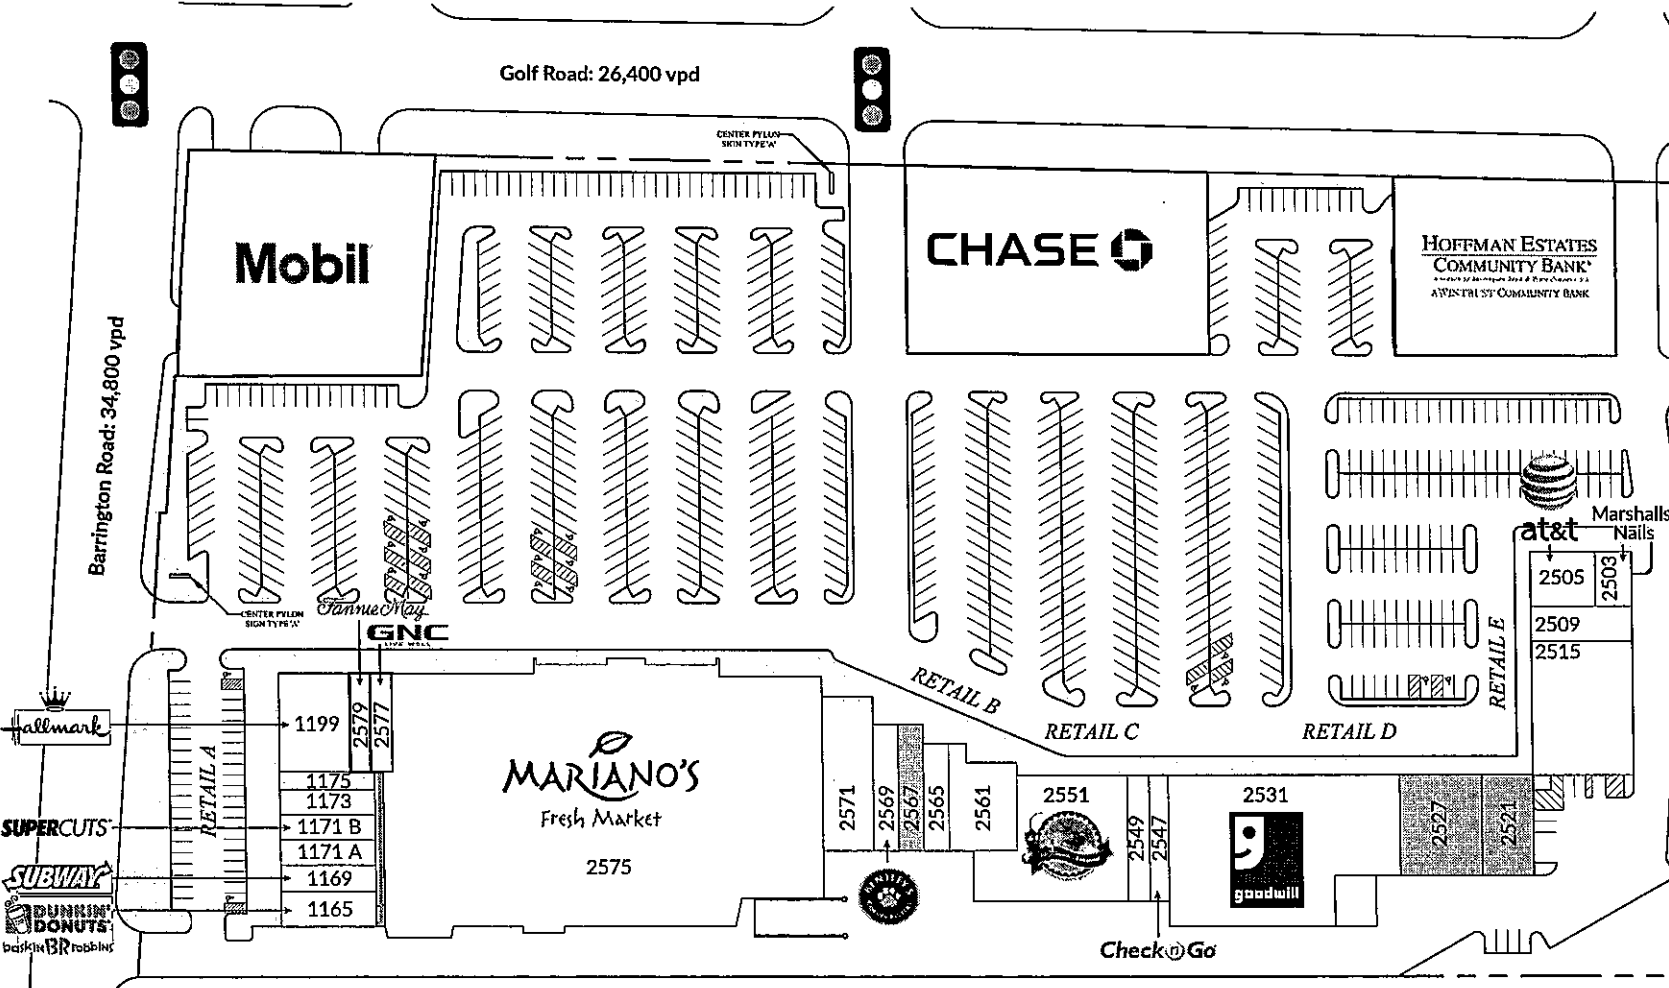 Golf Road: 26,400 vpd
CENTER PYLON
SIGN TYPE 'A'
Mobil
CHASE
HOFFMAN ESTATES
COMMUNITY BANK
A WINTRUST COMMUNITY BANK
Barrington Road: 34,800 vpd
at&t
Marshalls
Nails
2505
2503
2509
2515
CENTER PYLON
SIGN TYPE 'A'
Fannie May
GNC
LIVE WELL
RETAIL A
RETAIL B
RETAIL C
RETAIL D
RETAIL E
Hallmark
1199
2579
2577
1175
1173
SUPERCUTS
1171 B
1171 A
SUBWAY
1169
DUNKIN'
DONUTS
baskin BR robbins
1165
MARIANO'S
Fresh Market
2575
2571
2569
2567
2565
2561
2551
2549
2547
2531
goodwill
2527
2521
Check n Go